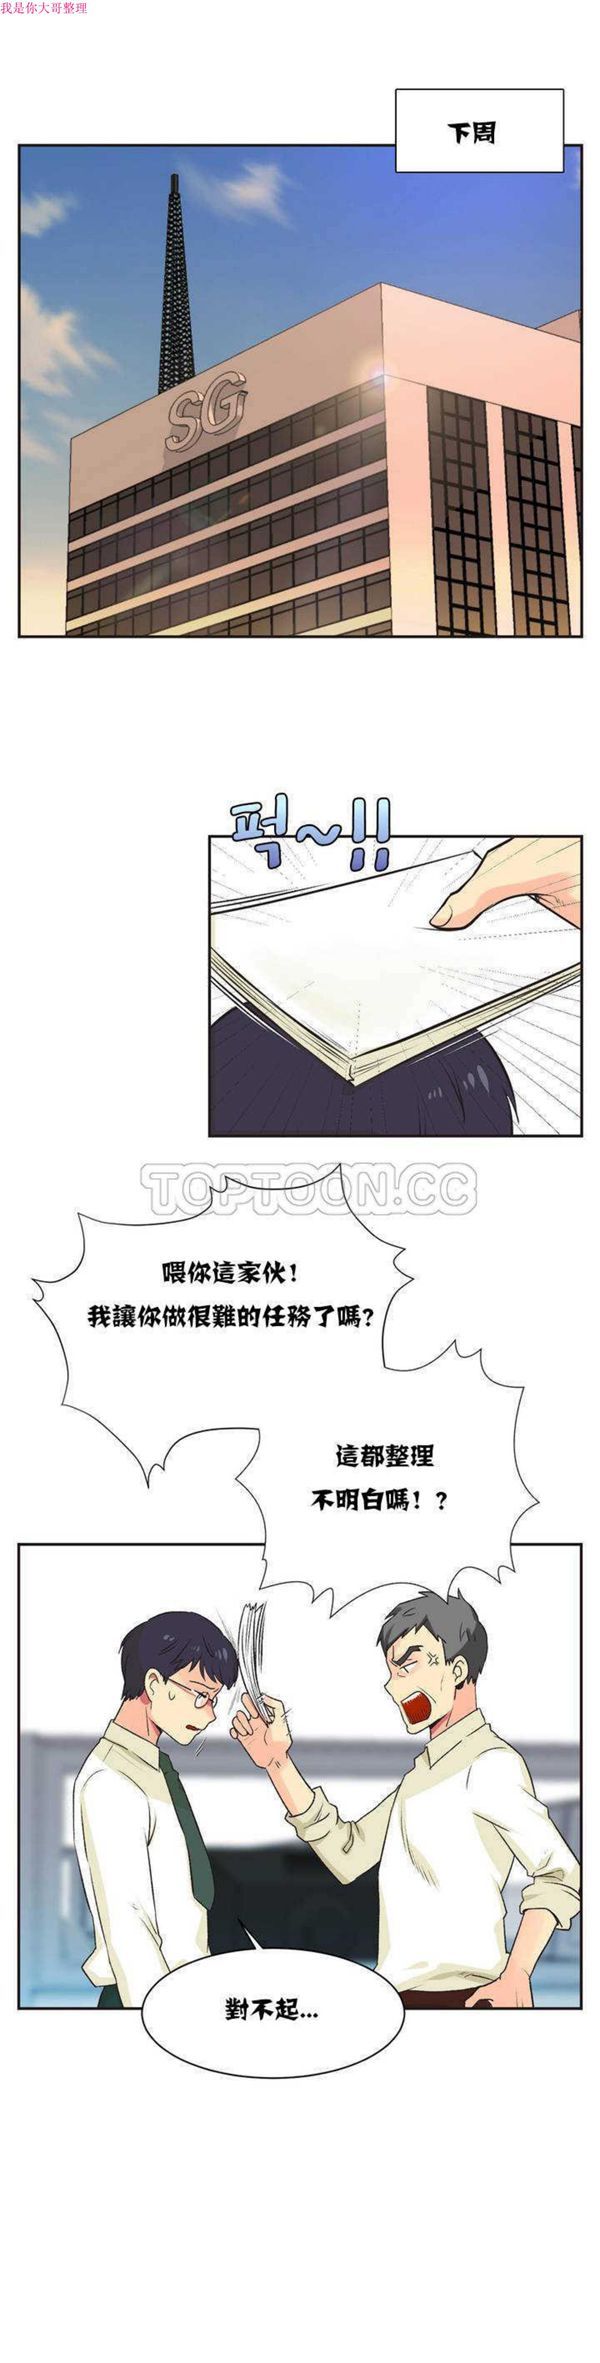 我是你大哥整理
下周
SG
퍽~!!
TOPTOON.CC
喂你這家伙!
我讓你做很難的任務了嗎?
這都整理
不明白嗎!?
對不起...